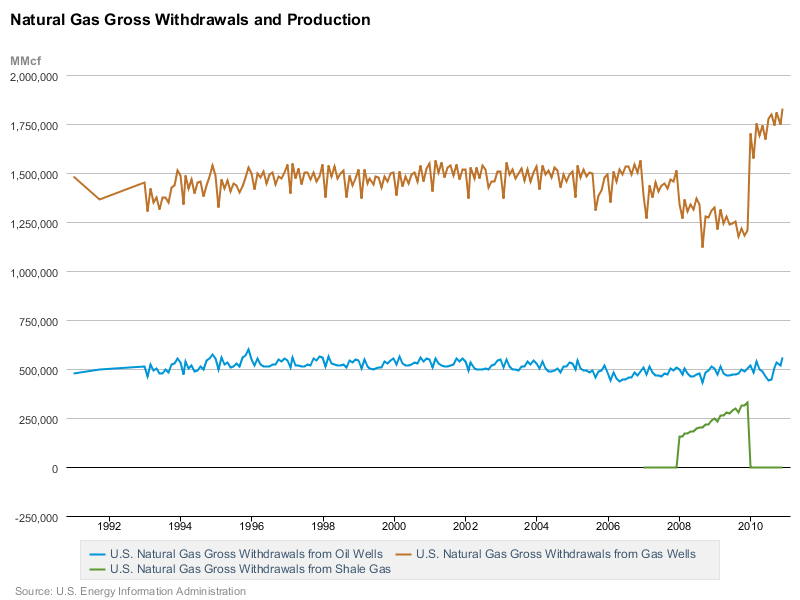 Natural Gas Gross Withdrawals and Production
MMcf
2,000,000
1,750,000
1,500,000
1,250,000
1,000,000
750,000
500,000
250,000
0
-250,000
1992 1994 1996 1998 2000 2002 2004 2006 2008 2010
U.S. Natural Gas Gross Withdrawals from Oil Wells U.S. Natural Gas Gross Withdrawals from Gas Wells
U.S. Natural Gas Gross Withdrawals from Shale Gas
Source: U.S. Energy Information Administration